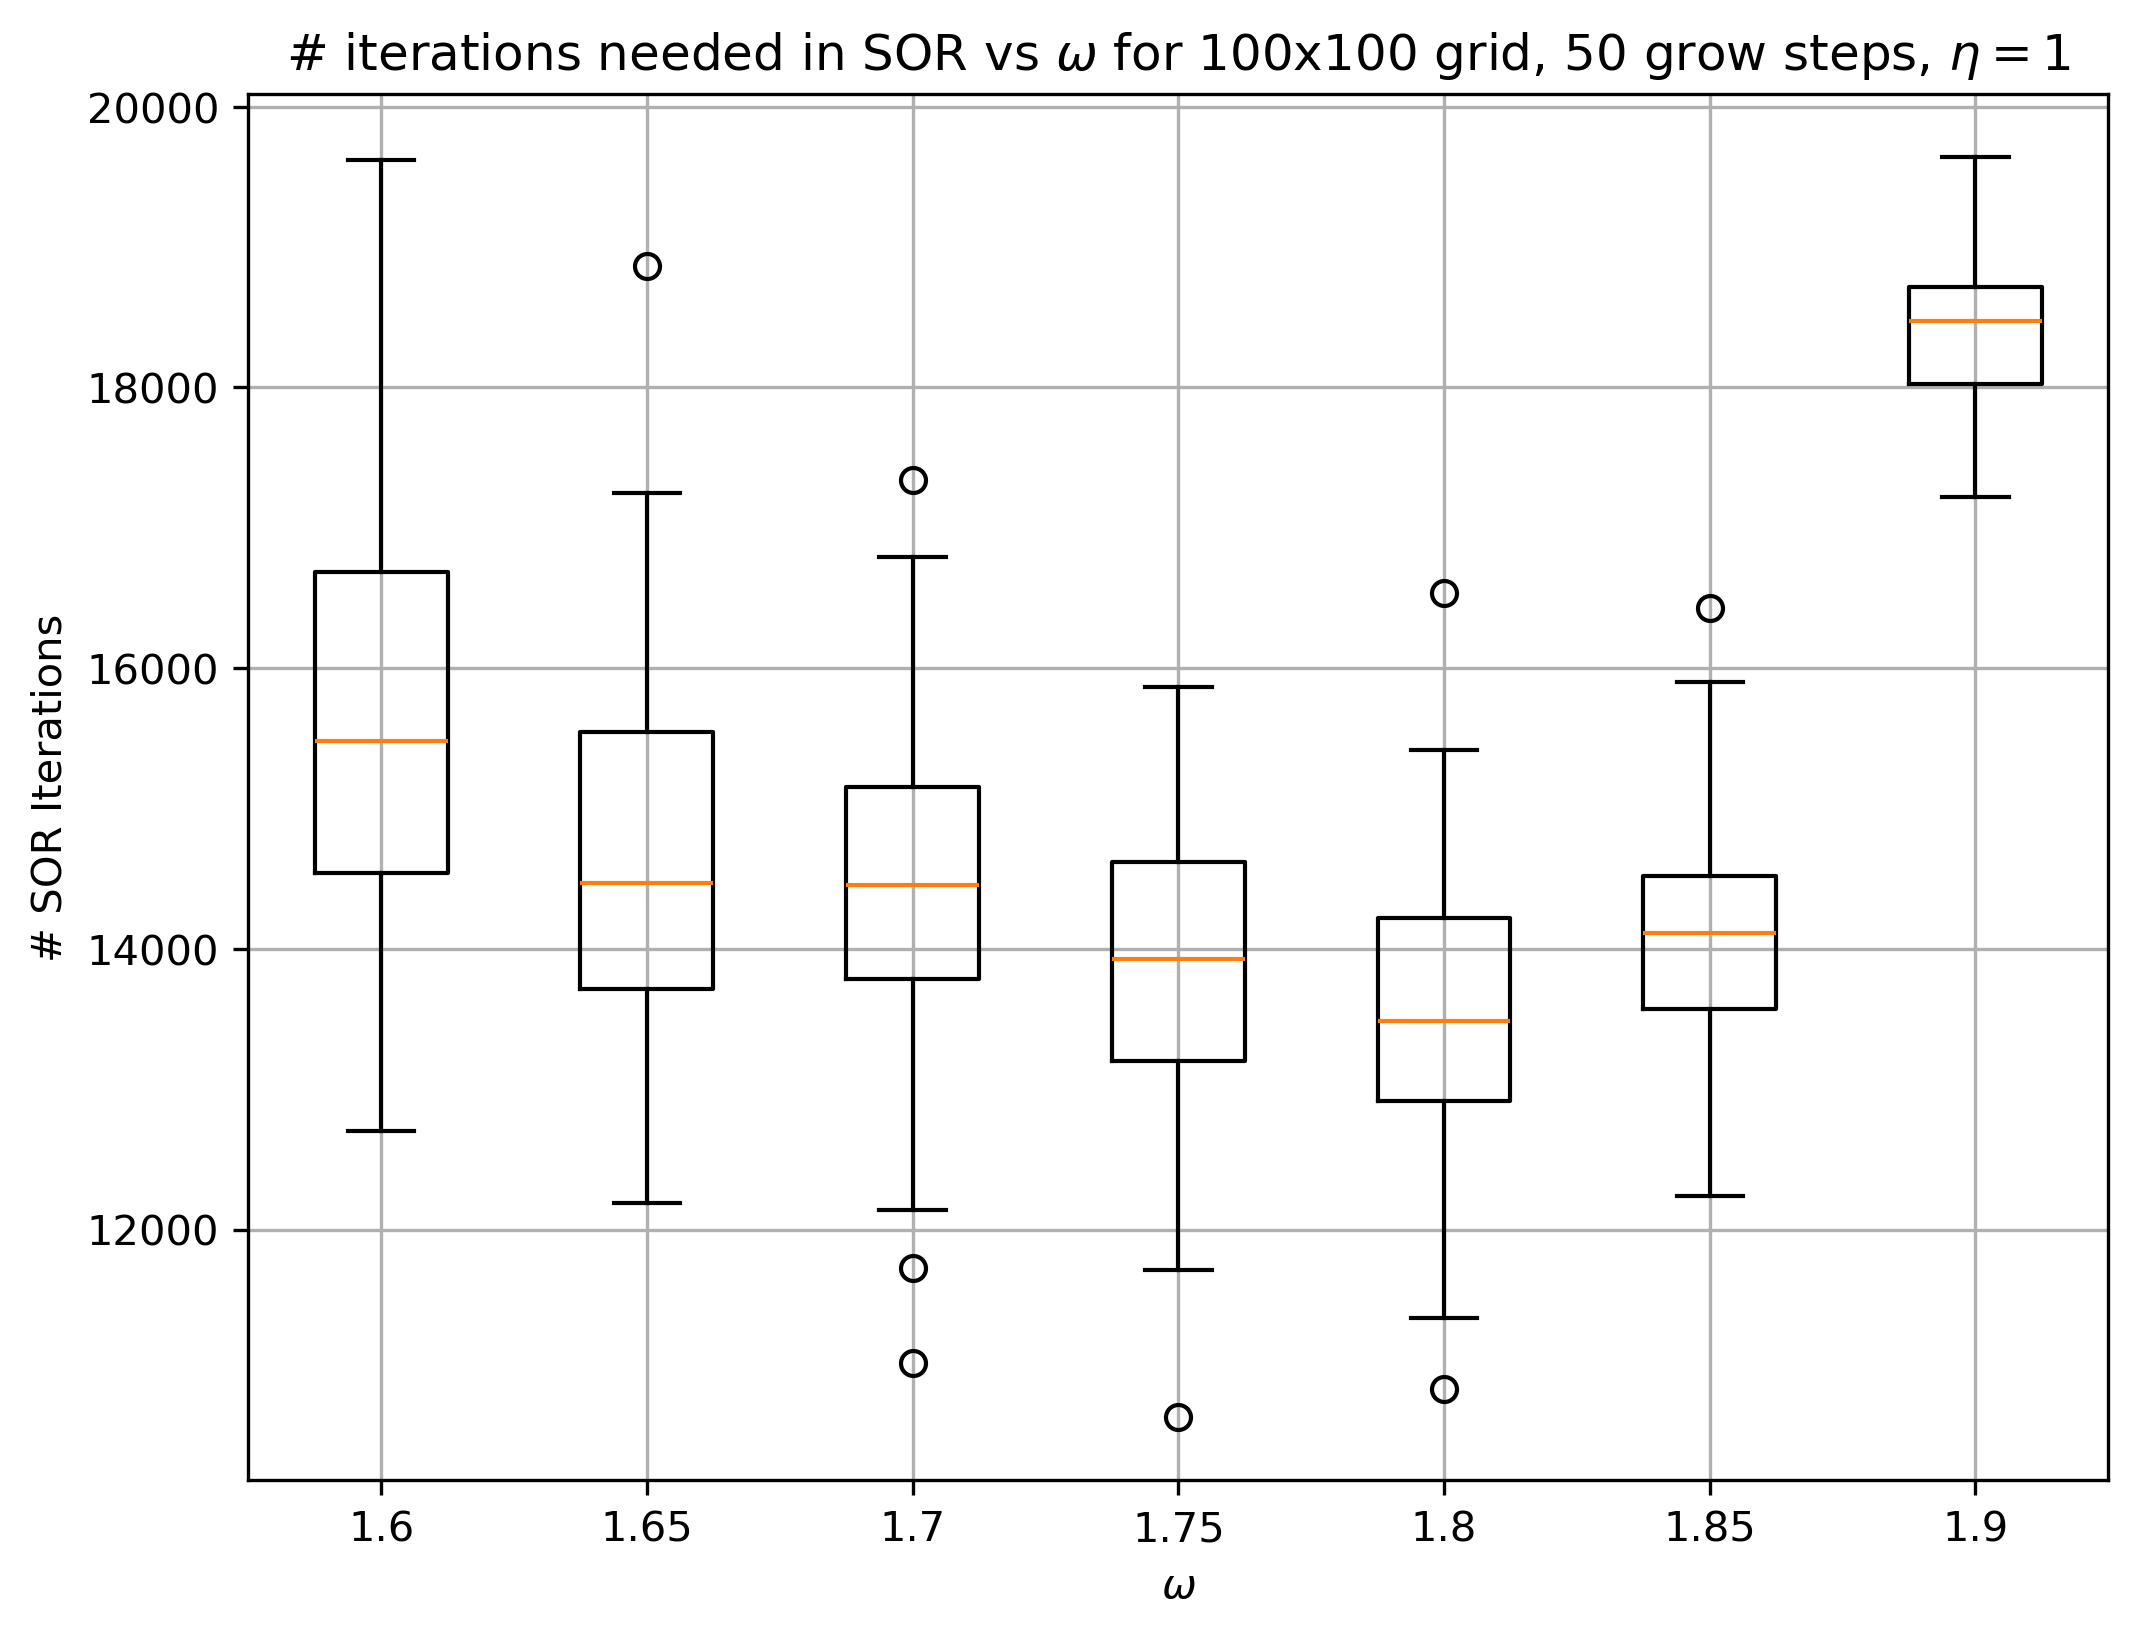 # iterations needed in SOR vs ω for 100x100 grid, 50 grow steps, η = 1
# SOR Iterations
20000
18000
16000
14000
12000
1.6 1.65 1.7 1.75 1.8 1.85 1.9
ω